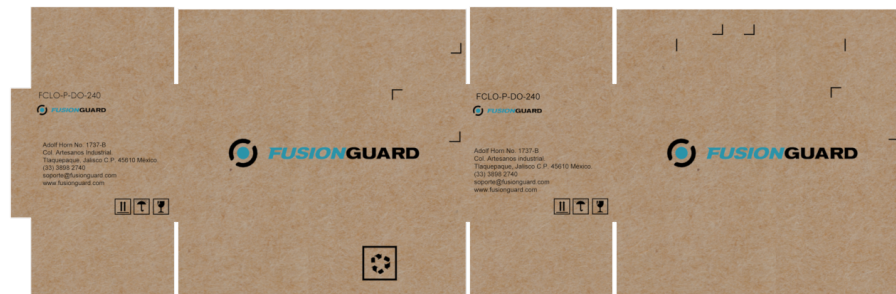 FCLO-P-DO-240
FUSIONGUARD
Adolf Horn No. 1737-B
Col. Artesanos Industrial.
Tlaquepaque, Jalisco C.P. 45610 México.
(33) 3898 2740
soporte@fusionguard.com
www.fusionguard.com
FUSIONGUARD
FCLO-P-DO-240
FUSIONGUARD
Adolf Horn No. 1737-B
Col. Artesanos Industrial.
Tlaquepaque, Jalisco C.P. 45610 México.
(33) 3898 2740
soporte@fusionguard.com
www.fusionguard.com
FUSIONGUARD